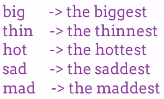 big -> the biggest
thin -> the thinnest
hot -> the hottest
sad -> the saddest
mad -> the maddest